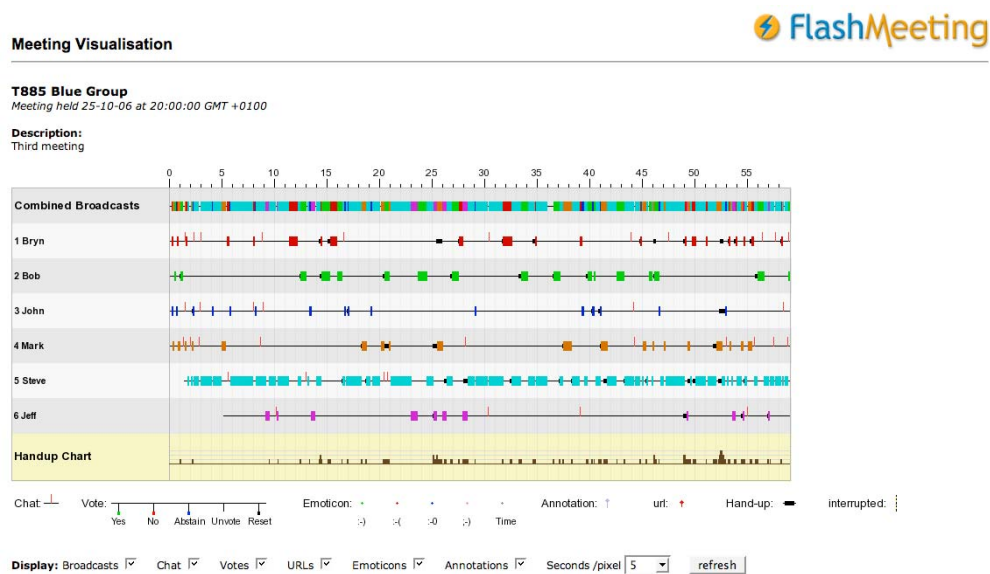 FlashMeeting
Meeting Visualisation
T885 Blue Group
Meeting held 25-10-06 at 20:00:00 GMT +0100
Description:
Third meeting
0 5 10 15 20 25 30 35 40 45 50 55
Combined Broadcasts
1 Bryn
2 Bob
3 John
4 Mark
5 Steve
6 Jeff
Handup Chart
Chat: Vote: Emoticon: Annotation: url: Hand-up: interrupted:
Yes No Abstain Unvote Reset :-) :-( :-0 ;-) Time
Display: Broadcasts Chat Votes URLs Emoticons Annotations Seconds /pixel 5 refresh